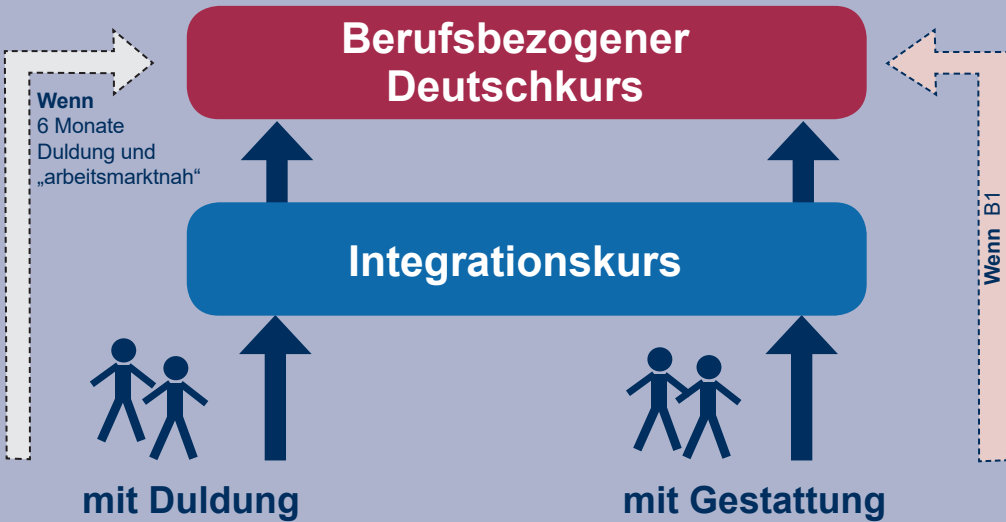 Berufsbezogener
Deutschkurs
Wenn
6 Monate
Duldung und
„arbeitsmarktnah“
Wenn B1
Integrationskurs
mit Duldung
mit Gestattung